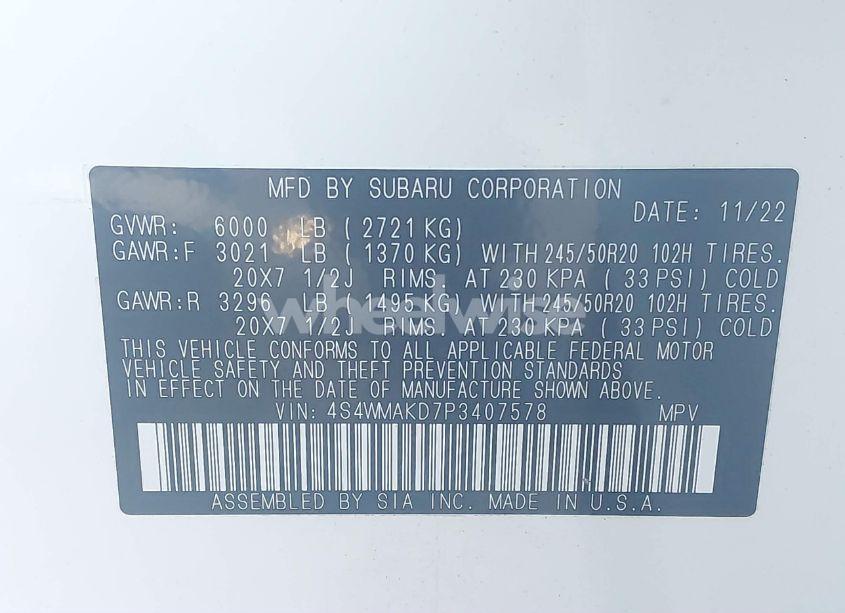 MFD BY SUBARU CORPORATION
DATE: 11/22
GVWR: 6000 LB ( 2721 KG)
GAWR:F 3021 LB ( 1370 KG) WITH 245/50R20 102H TIRES.
20X7 1/2J RIMS. AT 230 KPA ( 33 PSI) COLD
GAWR:R 3296 LB 1495 KG) WITH 245/50R20 102H TIRES.
20X7 1/2J RIMS. AT 230 KPA ( 33 PSI) COLD
wheelwise
THIS VEHICLE CONFORMS TO ALL APPLICABLE FEDERAL MOTOR
VEHICLE SAFETY AND THEFT PREVENTION STANDARDS
IN EFFECT ON THE DATE OF MANUFACTURE SHOWN ABOVE.
VIN: 4S4WMAKD7P3407578 MPV
ASSEMBLED BY SIA INC. MADE IN U.S.A.